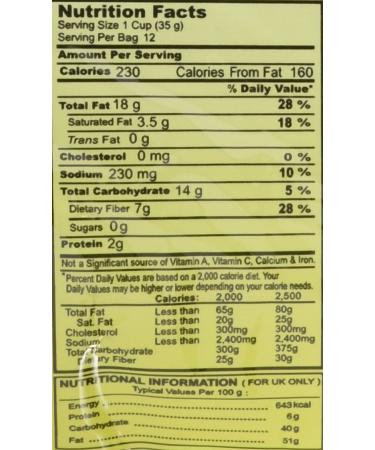 Nutrition Facts
Serving Size 1 Cup (35 g)
Serving Per Bag 12
Amount Per Serving
Calories 230 Calories From Fat 160
% Daily Value*
Total Fat 18 g 28 %
Saturated Fat 3.5 g 18 %
Trans Fat 0 g
Cholesterol 0 mg 0 %
Sodium 230 mg 10 %
Total Carbohydrate 14 g 5 %
Dietary Fiber 7g 28 %
Sugars 0g
Protein 2g
Not a Significant source of Vitamin A, Vitamin C, Calcium & Iron.
*Percent Daily Values are based on a 2,000 calorie diet. Your
Daily Values may be higher or lower depending on your calorie needs.
Calories: 2,000 2,500
Total Fat Less than 65g 80g
Sat. Fat Less than 20g 25g
Cholesterol Less than 300mg 300mg
Sodium Less than 2,400mg 2,400mg
Total Carbohydrate 300g 375g
Dietary Fiber 25g 30g
NUTRITIONAL INFORMATION ( FOR UK ONLY )
Typical Values Per 100 g :
Energy 643 kcal
Protein 6g
Carbohydrate 40g
Fat 51g